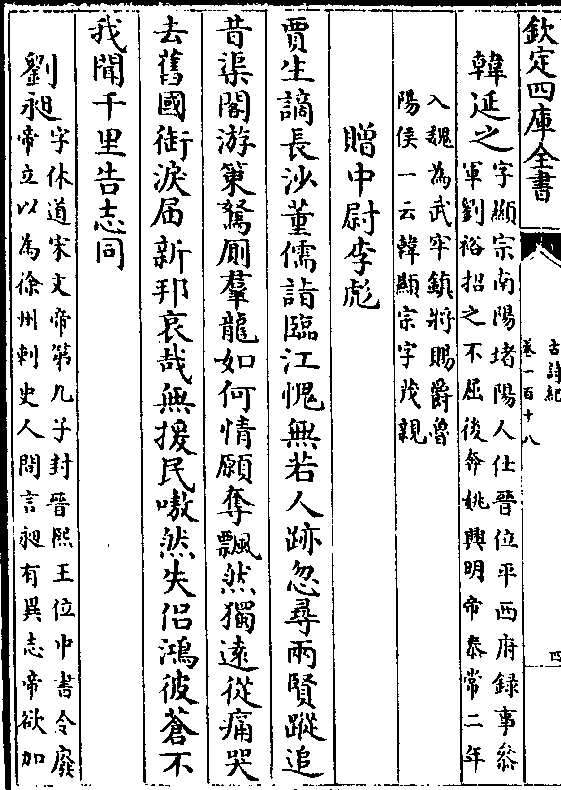 欽定四庫全書
古詩紀
卷一百十八
四
韓延之
字顯宗南陽堵陽人仕晉位平西府録事叅
軍劉裕招之不屈後奔姚興明帝泰常二年
入魏為武牢鎮將賜爵魯
陽侯一云韓顯宗字茂親
贈中尉李彪
賈生謫長沙董儒詣臨江愧無若人跡忽尋兩賢蹤追
昔渠閣游策駑厠羣龍如何情願奪飄然獨逺從痛哭
去舊國銜淚届新邦哀哉無援民嗷然失侣鴻彼蒼不
我聞千里告志同
劉昶
字休道宋文帝第九子封晉熙王位中書令廢
帝立以為徐州刺史人間言昶有異志帝欲加